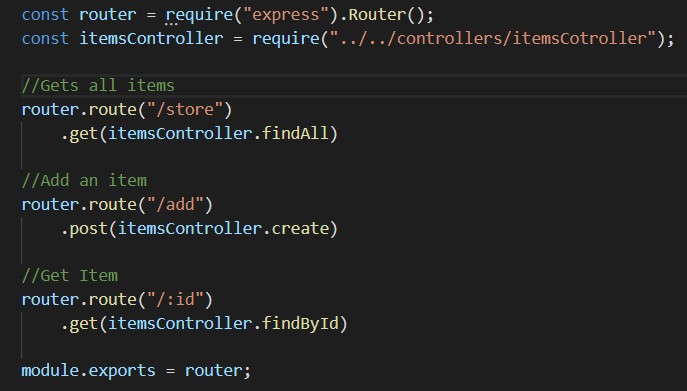 const router = require("express").Router();
const itemsController = require("../../controllers/itemsCotroller");
//Gets all items
router.route("/store")
.get(itemsController.findAll)
//Add an item
router.route("/add")
.post(itemsController.create)
//Get Item
router.route("/:id")
.get(itemsController.findById)
module.exports = router;